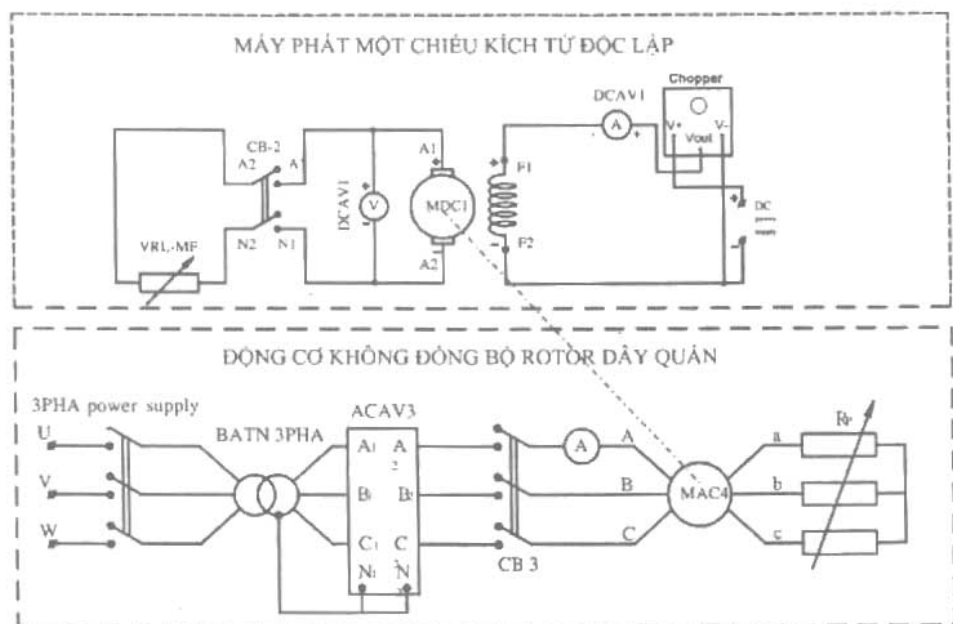 MÁY PHÁT MỘT CHIỀU KÍCH TỪ ĐỘC LẬP
Chopper
DCAV1
A
V+
V-
Vout
CB-2
A2
A1
A1
F1
DCAV1
V
MDC1
DC
VRL-MF
N2
N1
A2
F2
ĐỘNG CƠ KHÔNG ĐỒNG BỘ ROTOR DÂY QUẤN
3PHA power supply
ACAV3
U
BATN 3PHA
A1
A2
A
A
a
V
B1
B2
B
MAC4
b
W
C1
C2
C
c
N1
N
CB 3